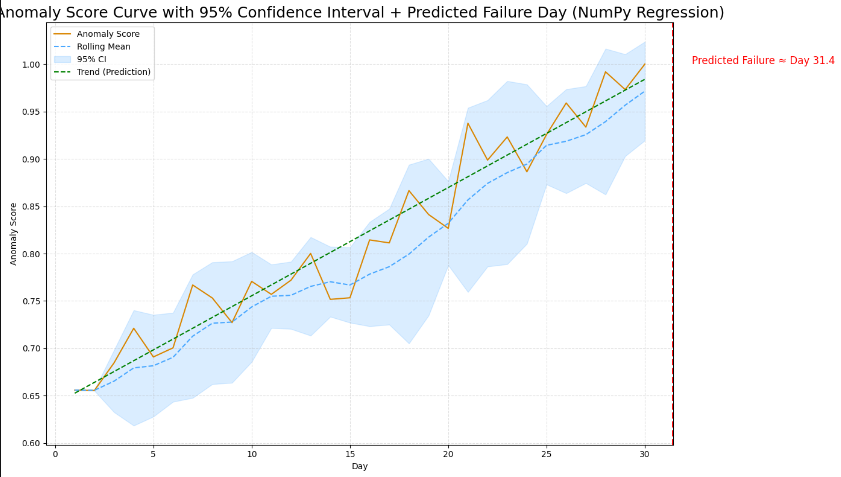 Anomaly Score Curve with 95% Confidence Interval + Predicted Failure Day (NumPy Regression)
Anomaly Score
Rolling Mean
95% CI
Trend (Prediction)
Predicted Failure ≈ Day 31.4
1.00
0.95
0.90
0.85
0.80
0.75
0.70
0.65
0.60
Anomaly Score
0 5 10 15 20 25 30
Day